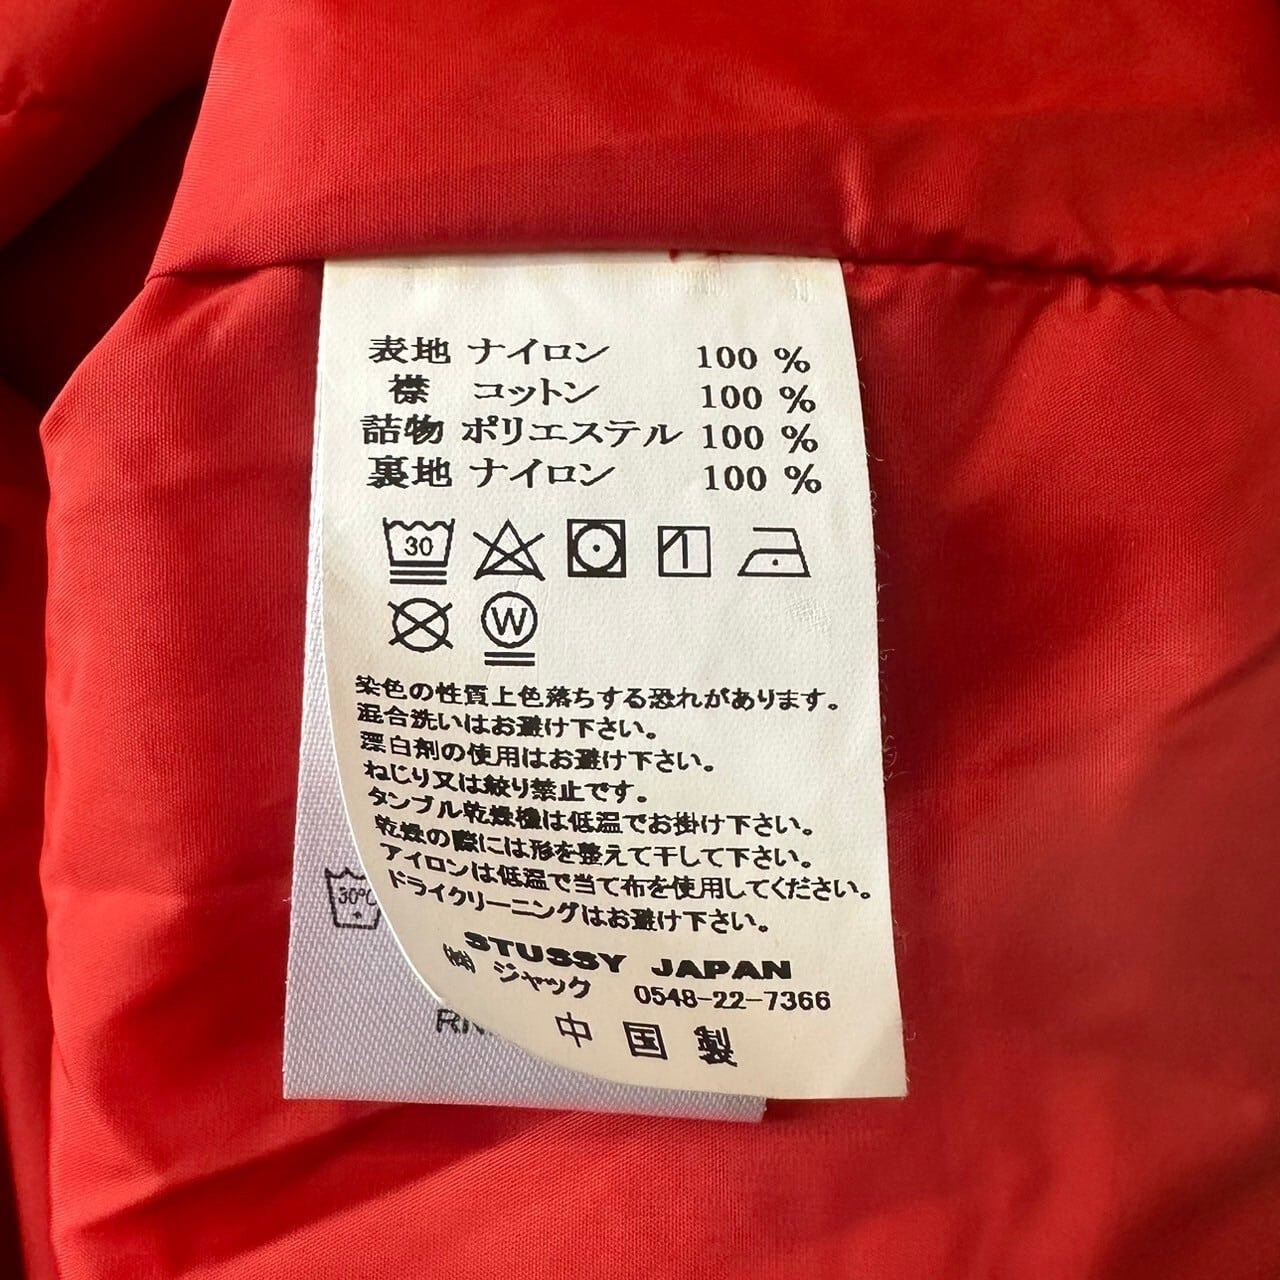 表地 ナイロン 100 %
襟 コットン 100 %
詰物 ポリエステル 100 %
裏地 ナイロン 100 %
30
W
染色の性質上色落ちする恐れがあります。
混合洗いはお避け下さい。
漂白剤の使用はお避け下さい。
ねじり又は絞り禁止です。
タンブル乾燥機は低温でお掛け下さい。
乾燥の際には形を整えて干して下さい。
アイロンは低温で当て布を使用してください。
ドライクリーニングはお避け下さい。
30°C
STUSSY JAPAN
ジャック 0548-22-7366
中国製